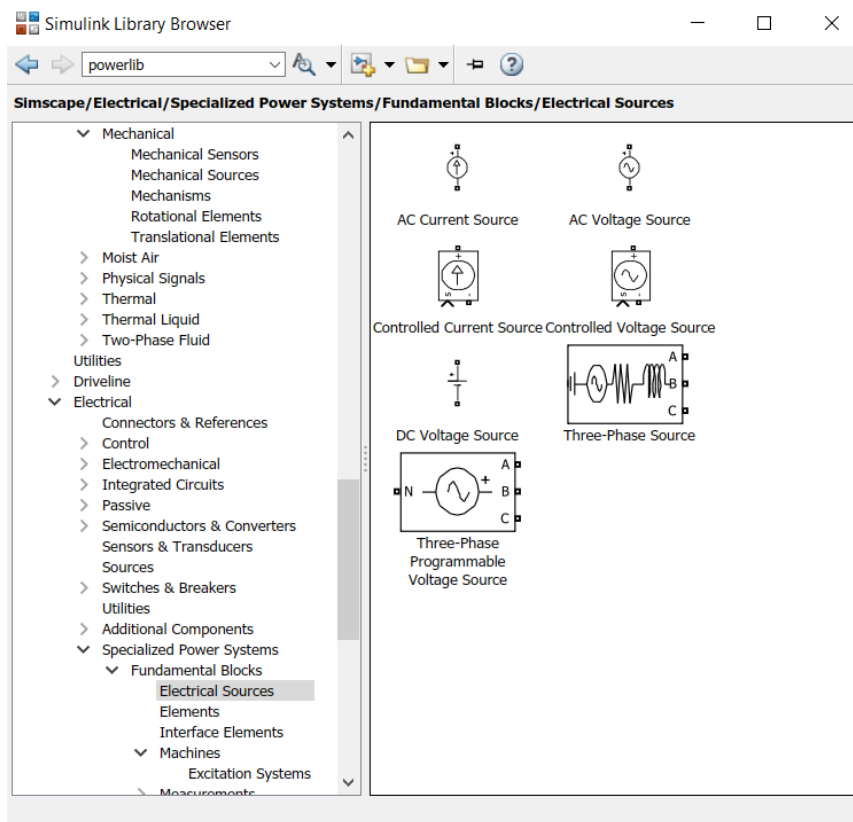 Simulink Library Browser
powerlib
Simscape/Electrical/Specialized Power Systems/Fundamental Blocks/Electrical Sources
Mechanical
Mechanical Sensors
Mechanical Sources
Mechanisms
Rotational Elements
Translational Elements
Moist Air
Physical Signals
Thermal
Thermal Liquid
Two-Phase Fluid
Utilities
Driveline
Electrical
Connectors & References
Control
Electromechanical
Integrated Circuits
Passive
Semiconductors & Converters
Sensors & Transducers
Sources
Switches & Breakers
Utilities
Additional Components
Specialized Power Systems
Fundamental Blocks
Electrical Sources
Elements
Interface Elements
Machines
Excitation Systems
Measurements
AC Current Source
AC Voltage Source
+
s -
Controlled Current Source
+
s -
Controlled Voltage Source
+
DC Voltage Source
A
B
C
Three-Phase Source
N
+
A
B
C
Three-Phase
Programmable
Voltage Source